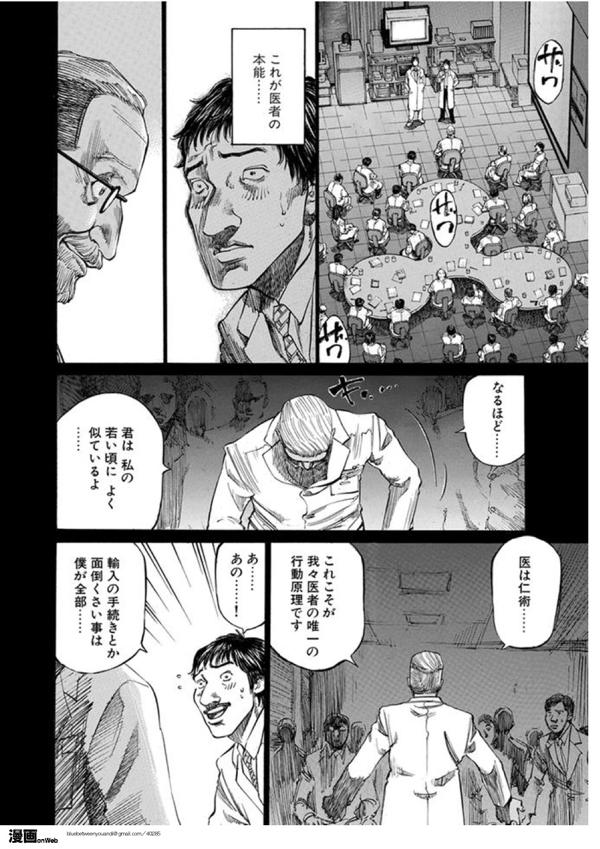 ザワ
ザワ
ザワ
これが医者の
本能……
ギ…
なるほど…
……
君は 私の
若い頃に よく
似ているよ
……
医は仁術…
これこそが
我々医者の唯一の
行動原理です
あ……
あの……!
輸入の手続きとか
面倒くさい事は
僕が全部……
漫画onWeb
bluebetweenyouandi@gmail.com/40285